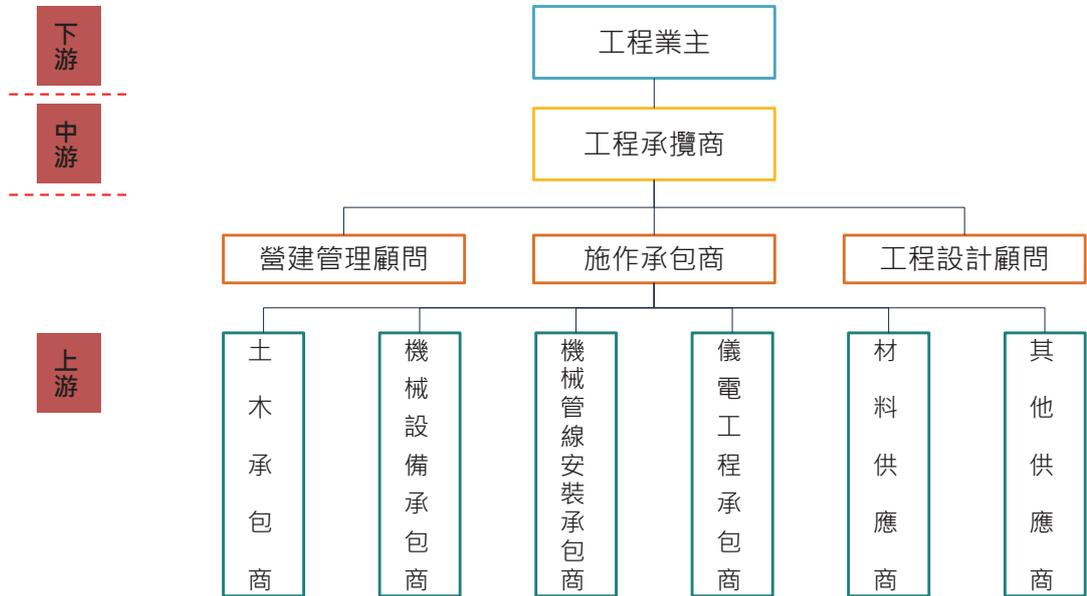 下游
工程業主
中游
工程承攬商
營建管理顧問
施作承包商
工程設計顧問
上游
土木承包商
機械設備承包商
機械管線安裝承包商
儀電工程承包商
材料供應商
其他供應商